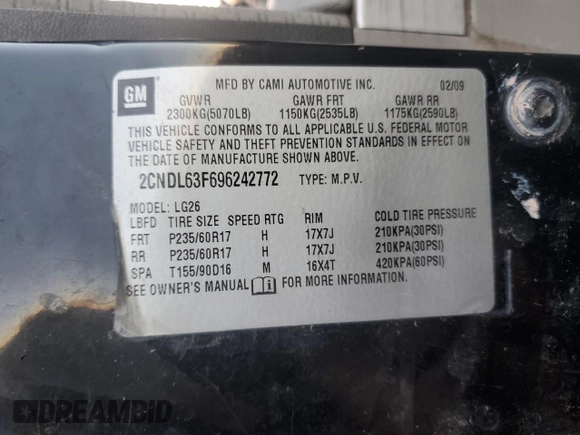 GM
MFD BY CAMI AUTOMOTIVE INC. 02/09
GVWR GAWR FRT GAWR RR
2300KG(5070LB) 1150KG(2535LB) 1175KG(2590LB)
THIS VEHICLE CONFORMS TO ALL APPLICABLE U.S. FEDERAL MOTOR
VEHICLE SAFETY AND THEFT PREVENTION STANDARDS IN EFFECT ON
THE DATE OF MANUFACTURE SHOWN ABOVE.
2CNDL63F696242772 TYPE: M.P.V.
MODEL: LG26
LBFD TIRE SIZE SPEED RTG RIM COLD TIRE PRESSURE
FRT P235/60R17 H 17X7J 210KPA(30PSI)
RR P235/60R17 H 17X7J 210KPA(30PSI)
SPA T155/90D16 M 16X4T 420KPA(60PSI)
SEE OWNER'S MANUAL FOR MORE INFORMATION.
DREAMBID